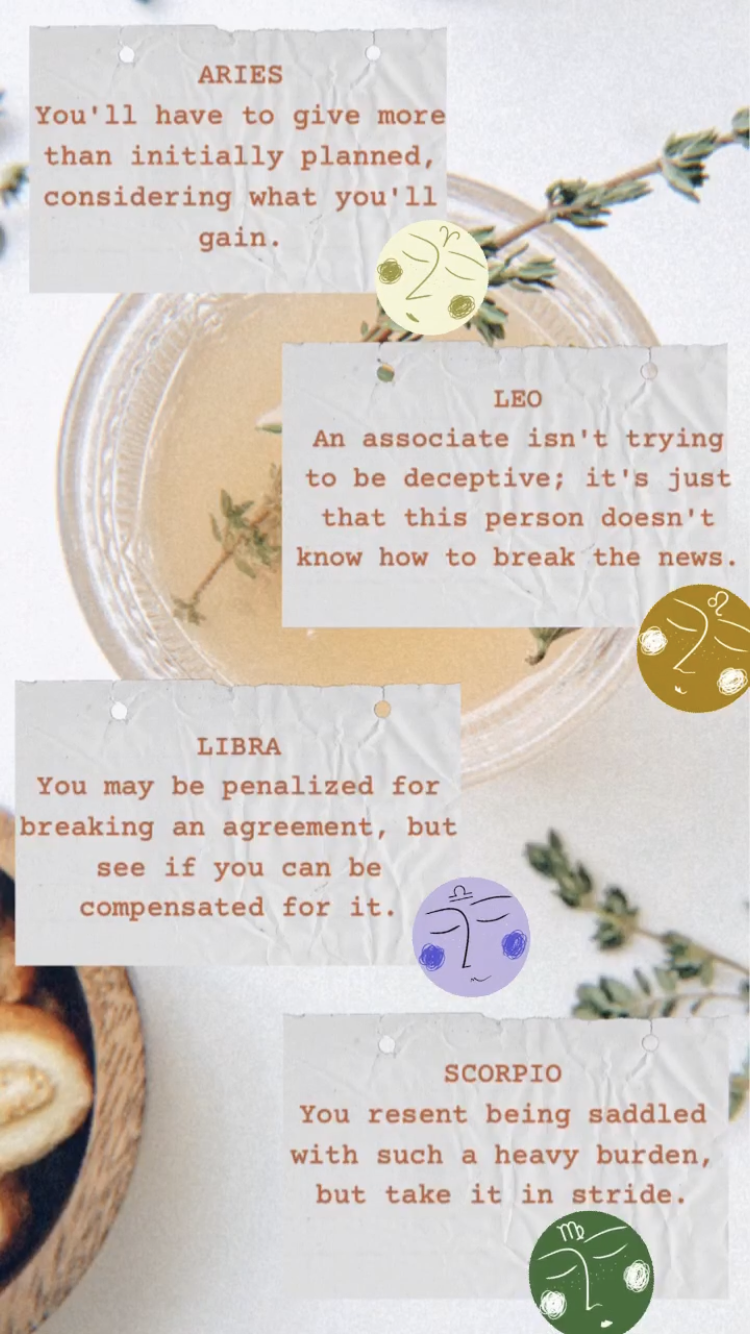 ARIES
You'll have to give more
than initially planned,
considering what you'll
gain.
LEO
An associate isn't trying
to be deceptive; it's just
that this person doesn't
know how to break the news.
LIBRA
You may be penalized for
breaking an agreement, but
see if you can be
compensated for it.
SCORPIO
You resent being saddled
with such a heavy burden,
but take it in stride.